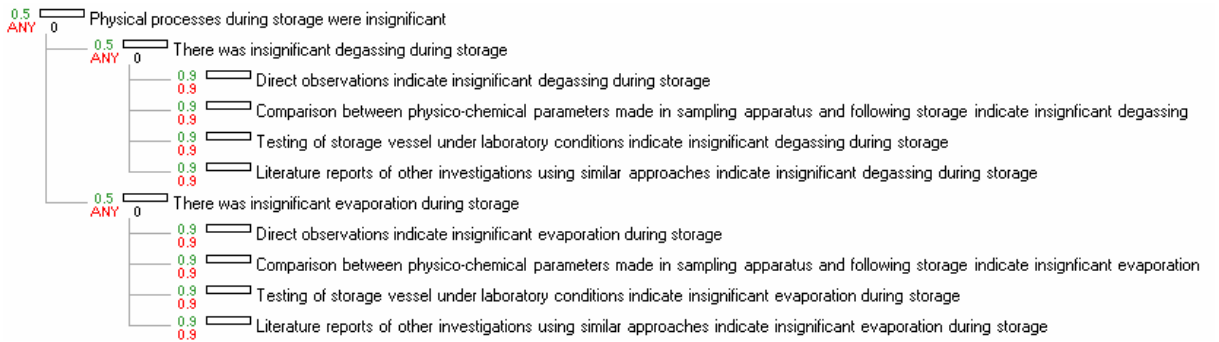 0.5 Physical processes during storage were insignificant
ANY 0
0.5 There was insignificant degassing during storage
ANY 0
0.9 Direct observations indicate insignificant degassing during storage
0.9
0.9 Comparison between physico-chemical parameters made in sampling apparatus and following storage indicate insignficant degassing
0.9
0.9 Testing of storage vessel under laboratory conditions indicate insignificant degassing during storage
0.9
0.9 Literature reports of other investigations using similar approaches indicate insignificant degassing during storage
0.9
0.5 There was insignificant evaporation during storage
ANY 0
0.9 Direct observations indicate insignificant evaporation during storage
0.9
0.9 Comparison between physico-chemical parameters made in sampling apparatus and following storage indicate insignficant evaporation
0.9
0.9 Testing of storage vessel under laboratory conditions indicate insignificant evaporation during storage
0.9
0.9 Literature reports of other investigations using similar approaches indicate insignificant evaporation during storage
0.9